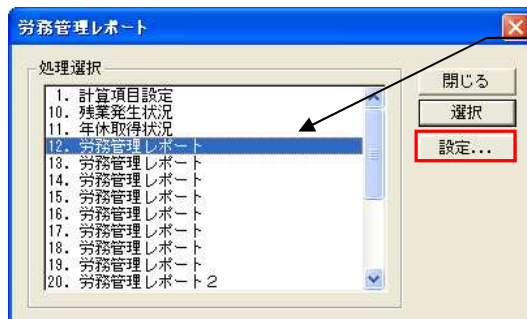 労務管理レポート
処理選択
1. 計算項目設定
10. 残業発生状況
11. 年休取得状況
12. 労務管理レポート
13. 労務管理レポート
14. 労務管理レポート
15. 労務管理レポート
16. 労務管理レポート
17. 労務管理レポート
18. 労務管理レポート
19. 労務管理レポート
20. 労務管理レポート2
閉じる
選択
設定...